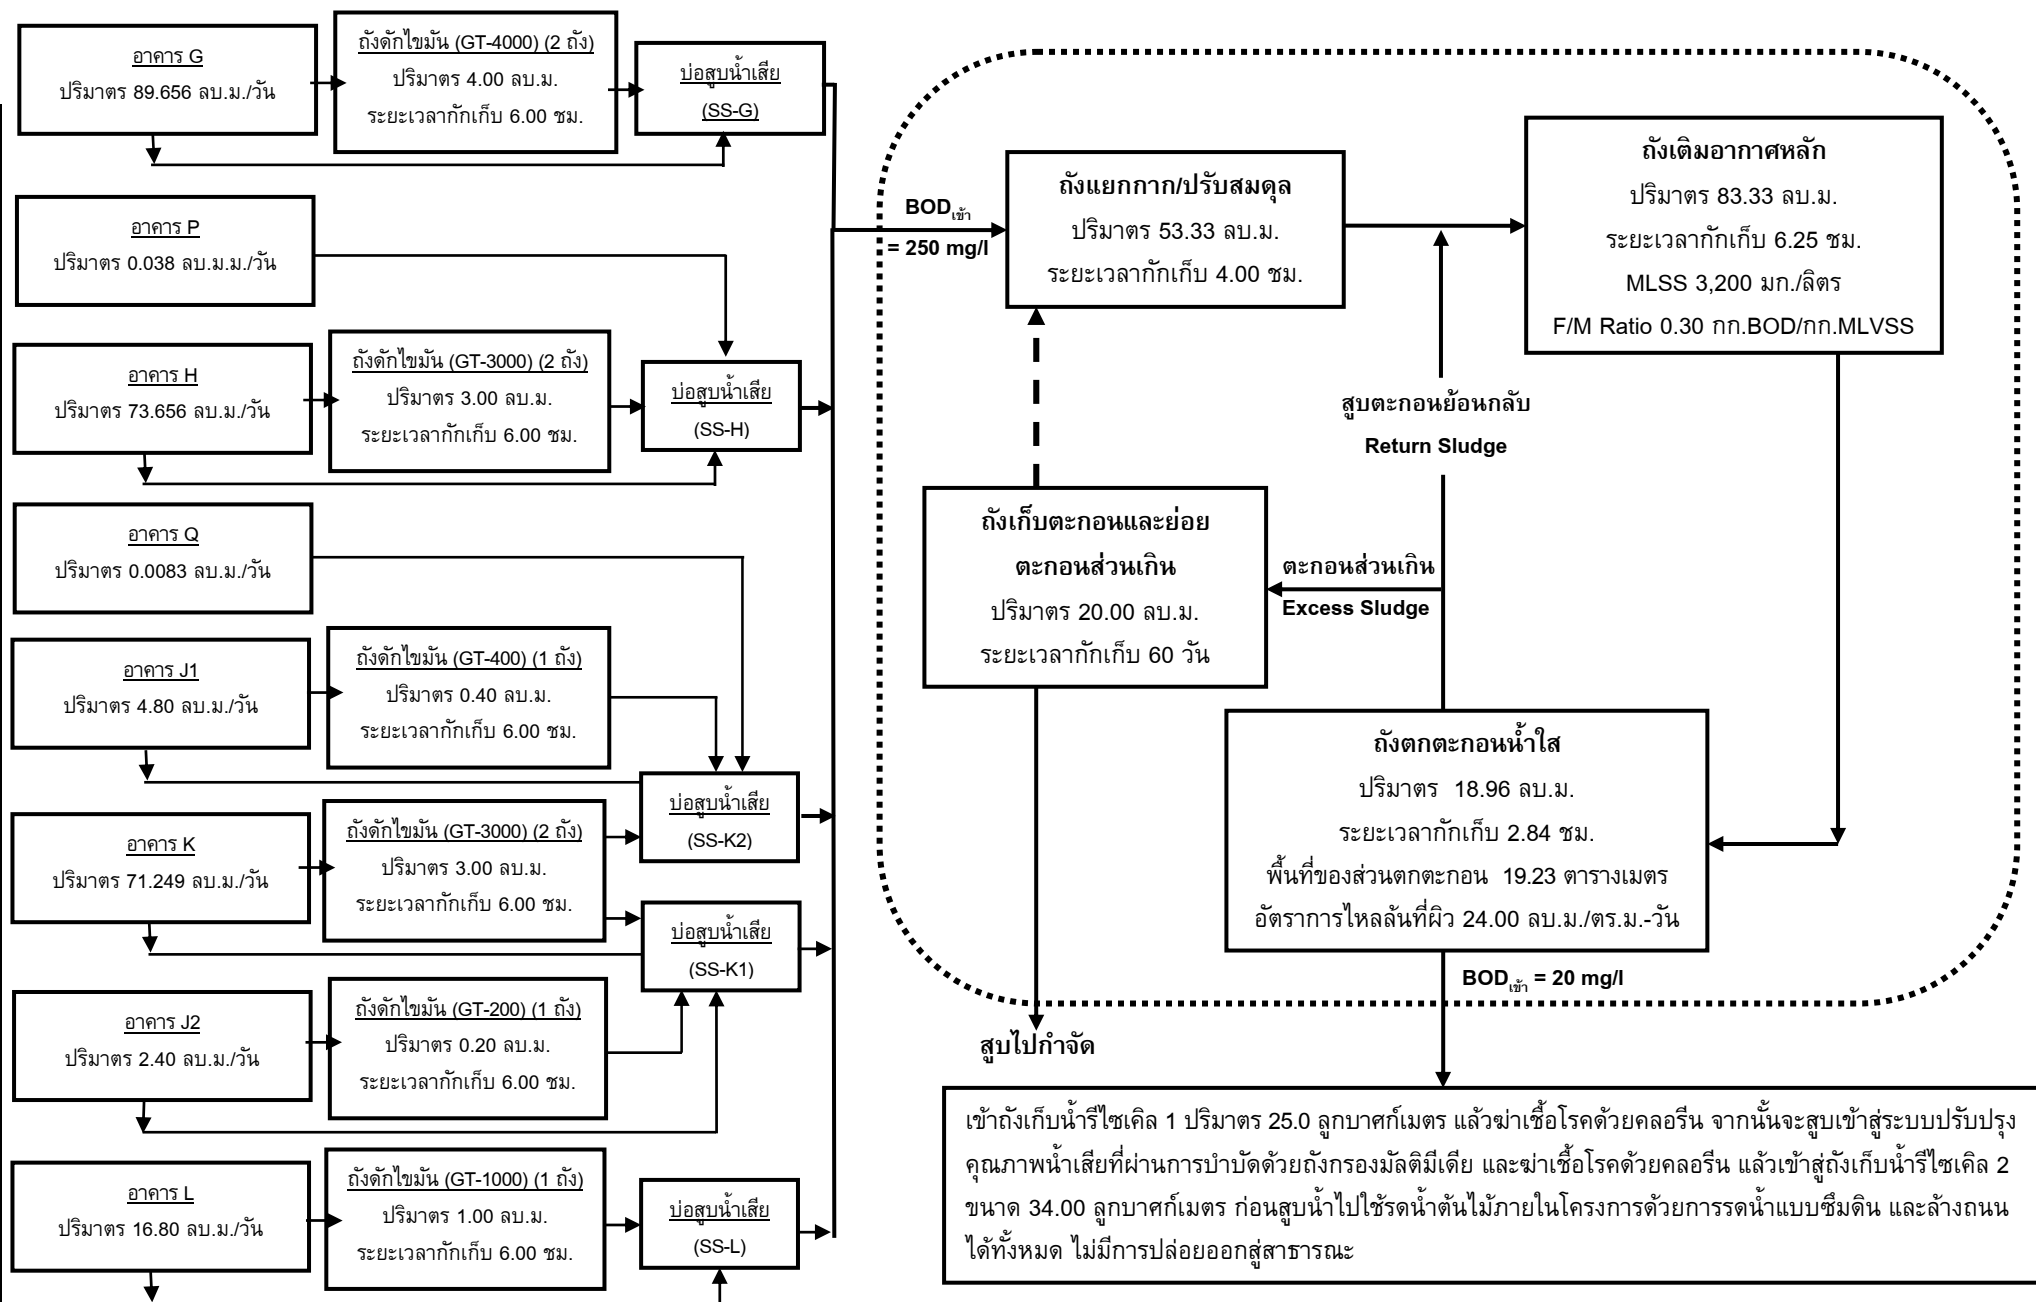 อาคาร G
ปริมาตร 89.656 ลบ.ม./วัน
ถังดักไขมัน (GT-4000) (2 ถัง)
ปริมาตร 4.00 ลบ.ม.
ระยะเวลากักเก็บ 6.00 ชม.
บ่อสูบน้ำเสีย
(SS-G)
อาคาร P
ปริมาตร 0.038 ลบ.ม.ม./วัน
อาคาร H
ปริมาตร 73.656 ลบ.ม./วัน
ถังดักไขมัน (GT-3000) (2 ถัง)
ปริมาตร 3.00 ลบ.ม.
ระยะเวลากักเก็บ 6.00 ชม.
บ่อสูบน้ำเสีย
(SS-H)
อาคาร Q
ปริมาตร 0.0083 ลบ.ม./วัน
อาคาร J1
ปริมาตร 4.80 ลบ.ม./วัน
ถังดักไขมัน (GT-400) (1 ถัง)
ปริมาตร 0.40 ลบ.ม.
ระยะเวลากักเก็บ 6.00 ชม.
บ่อสูบน้ำเสีย
(SS-K2)
อาคาร K
ปริมาตร 71.249 ลบ.ม./วัน
ถังดักไขมัน (GT-3000) (2 ถัง)
ปริมาตร 3.00 ลบ.ม.
ระยะเวลากักเก็บ 6.00 ชม.
บ่อสูบน้ำเสีย
(SS-K1)
อาคาร J2
ปริมาตร 2.40 ลบ.ม./วัน
ถังดักไขมัน (GT-200) (1 ถัง)
ปริมาตร 0.20 ลบ.ม.
ระยะเวลากักเก็บ 6.00 ชม.
อาคาร L
ปริมาตร 16.80 ลบ.ม./วัน
ถังดักไขมัน (GT-1000) (1 ถัง)
ปริมาตร 1.00 ลบ.ม.
ระยะเวลากักเก็บ 6.00 ชม.
บ่อสูบน้ำเสีย
(SS-L)
BODเข้า
= 250 mg/l
ถังแยกกาก/ปรับสมดุล
ปริมาตร 53.33 ลบ.ม.
ระยะเวลากักเก็บ 4.00 ชม.
ถังเติมอากาศหลัก
ปริมาตร 83.33 ลบ.ม.
ระยะเวลากักเก็บ 6.25 ชม.
MLSS 3,200 มก./ลิตร
F/M Ratio 0.30 กก.BOD/กก.MLVSS
สูบตะกอนย้อนกลับ
Return Sludge
ถังเก็บตะกอนและย่อย
ตะกอนส่วนเกิน
ปริมาตร 20.00 ลบ.ม.
ระยะเวลากักเก็บ 60 วัน
ตะกอนส่วนเกิน
Excess Sludge
ถังตกตะกอนน้ำใส
ปริมาตร 18.96 ลบ.ม.
ระยะเวลากักเก็บ 2.84 ชม.
พื้นที่ของส่วนตกตะกอน 19.23 ตารางเมตร
อัตราการไหลล้นที่ผิว 24.00 ลบ.ม./ตร.ม.-วัน
BODเข้า = 20 mg/l
สูบไปกำจัด
เข้าถังเก็บน้ำรีไซเคิล 1 ปริมาตร 25.0 ลูกบาศก์เมตร แล้วฆ่าเชื้อโรคด้วยคลอรีน จากนั้นจะสูบเข้าสู่ระบบปรับปรุง
คุณภาพน้ำเสียที่ผ่านการบำบัดด้วยถังกรองมัลติมีเดีย และฆ่าเชื้อโรคด้วยคลอรีน แล้วเข้าสู่ถังเก็บน้ำรีไซเคิล 2
ขนาด 34.00 ลูกบาศก์เมตร ก่อนสูบน้ำไปใช้รดน้ำต้นไม้ภายในโครงการด้วยการรดน้ำแบบซึมดิน และล้างถนน
ได้ทั้งหมด ไม่มีการปล่อยออกสู่สาธารณะ